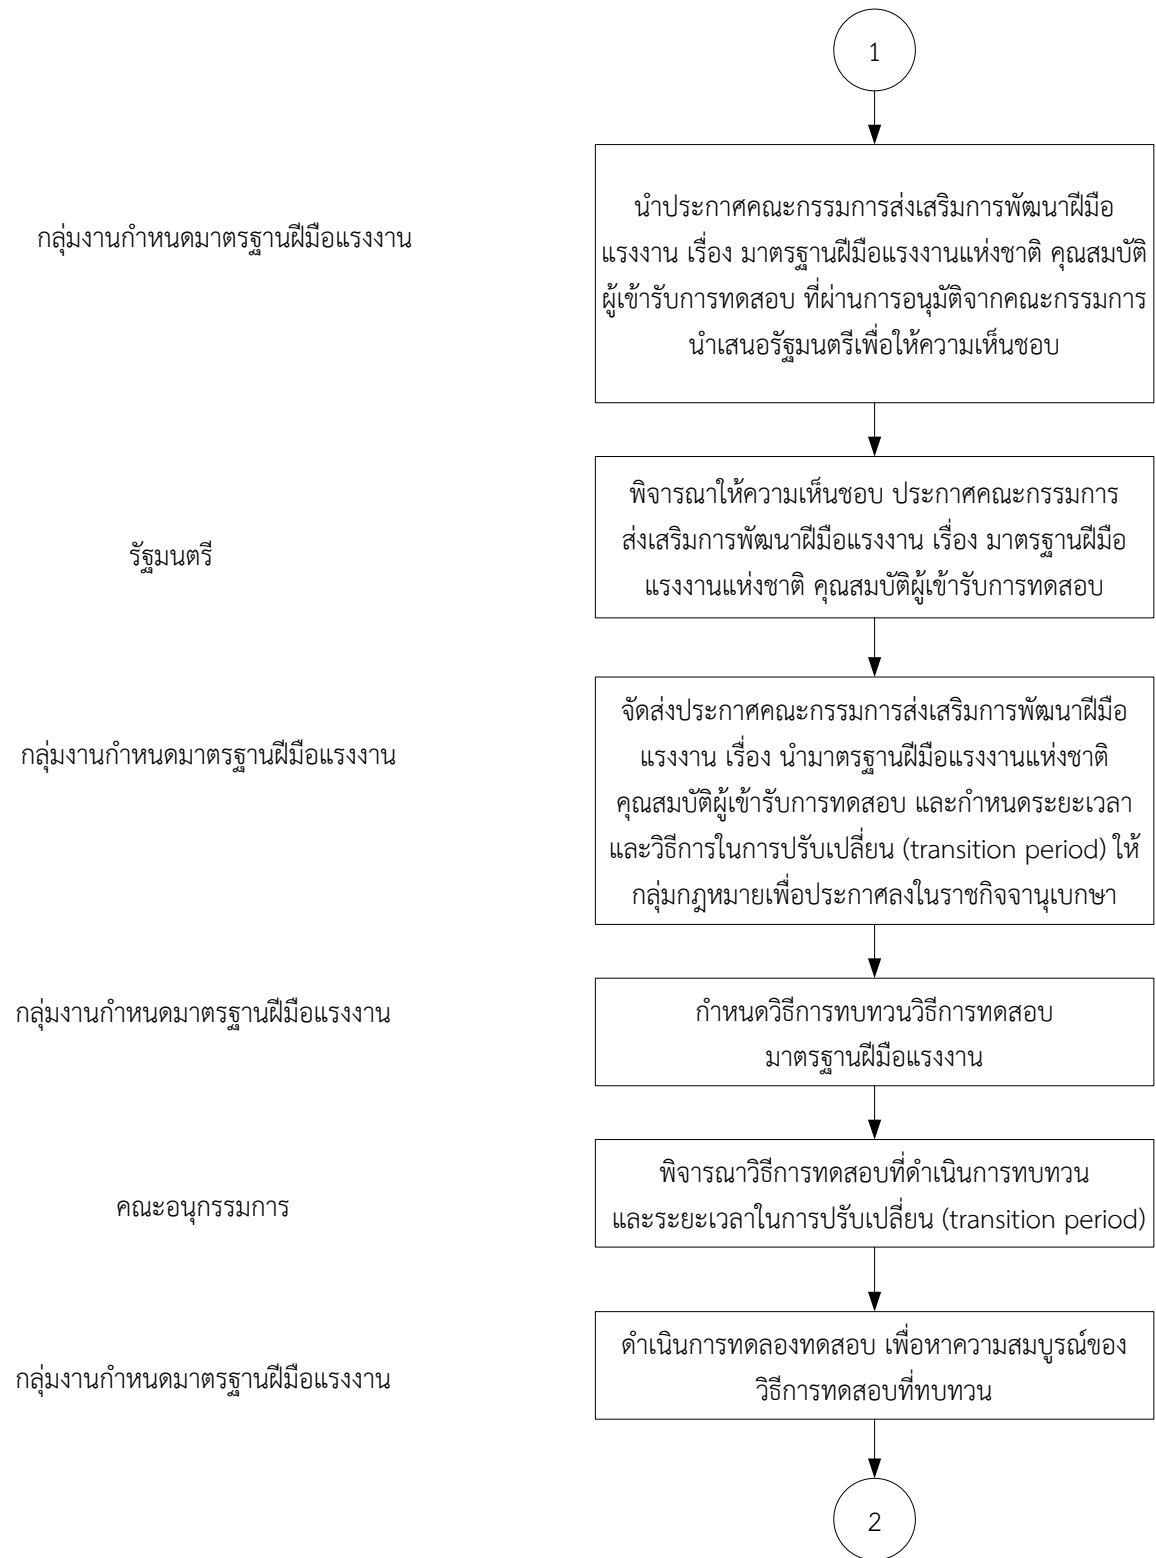 1
กลุ่มงานกำหนดมาตรฐานฝีมือแรงงาน
นำประกาศคณะกรรมการส่งเสริมการพัฒนาฝีมือ
แรงงาน เรื่อง มาตรฐานฝีมือแรงงานแห่งชาติ คุณสมบัติ
ผู้เข้ารับการทดสอบ ที่ผ่านการอนุมัติจากคณะกรรมการ
นำเสนอรัฐมนตรีเพื่อให้ความเห็นชอบ
รัฐมนตรี
พิจารณาให้ความเห็นชอบ ประกาศคณะกรรมการ
ส่งเสริมการพัฒนาฝีมือแรงงาน เรื่อง มาตรฐานฝีมือ
แรงงานแห่งชาติ คุณสมบัติผู้เข้ารับการทดสอบ
กลุ่มงานกำหนดมาตรฐานฝีมือแรงงาน
จัดส่งประกาศคณะกรรมการส่งเสริมการพัฒนาฝีมือ
แรงงาน เรื่อง นำมาตรฐานฝีมือแรงงานแห่งชาติ
คุณสมบัติผู้เข้ารับการทดสอบ และกำหนดระยะเวลา
และวิธีการในการปรับเปลี่ยน (transition period) ให้
กลุ่มกฎหมายเพื่อประกาศลงในราชกิจจานุเบกษา
กลุ่มงานกำหนดมาตรฐานฝีมือแรงงาน
กำหนดวิธีการทบทวนวิธีการทดสอบ
มาตรฐานฝีมือแรงงาน
คณะอนุกรรมการ
พิจารณาวิธีการทดสอบที่ดำเนินการทบทวน
และระยะเวลาในการปรับเปลี่ยน (transition period)
กลุ่มงานกำหนดมาตรฐานฝีมือแรงงาน
ดำเนินการทดลองทดสอบ เพื่อหาความสมบูรณ์ของ
วิธีการทดสอบที่ทบทวน
2